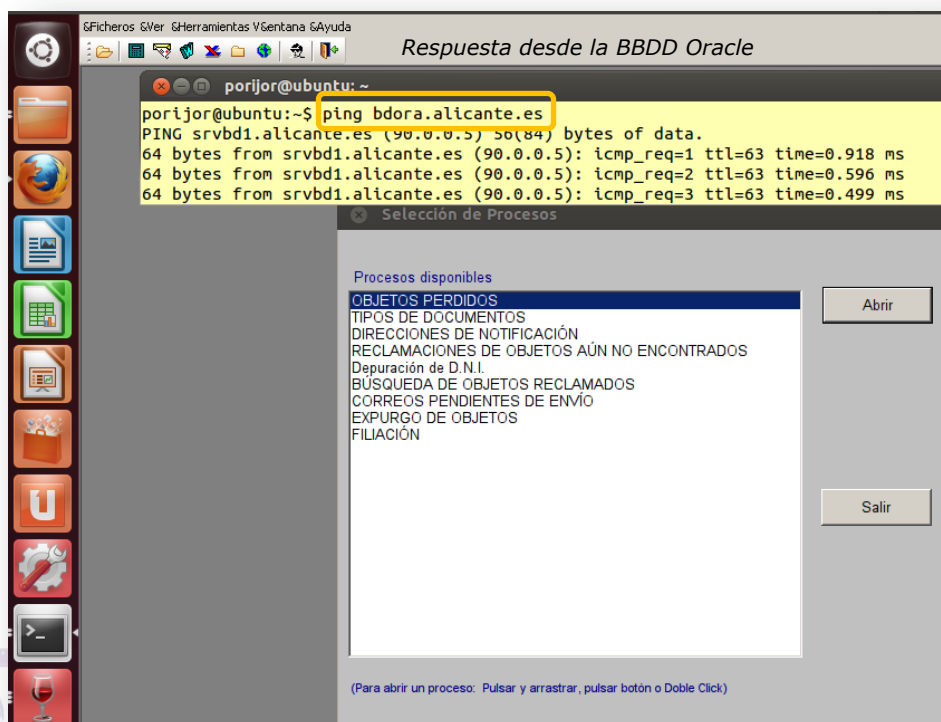 &Ficheros &Ver &Herramientas V&entana &Ayuda
Respuesta desde la BBDD Oracle
porijor@ubuntu: ~
porijor@ubuntu:~$ ping bdora.alicante.es
PING srvbd1.alicante.es (90.0.0.5) 56(84) bytes of data.
64 bytes from srvbd1.alicante.es (90.0.0.5): icmp_req=1 ttl=63 time=0.918 ms
64 bytes from srvbd1.alicante.es (90.0.0.5): icmp_req=2 ttl=63 time=0.596 ms
64 bytes from srvbd1.alicante.es (90.0.0.5): icmp_req=3 ttl=63 time=0.499 ms
Selección de Procesos
Procesos disponibles
OBJETOS PERDIDOS
TIPOS DE DOCUMENTOS
DIRECCIONES DE NOTIFICACIÓN
RECLAMACIONES DE OBJETOS AÚN NO ENCONTRADOS
Depuración de D.N.I.
BÚSQUEDA DE OBJETOS RECLAMADOS
CORREOS PENDIENTES DE ENVÍO
EXPURGO DE OBJETOS
FILIACIÓN
Abrir
Salir
(Para abrir un proceso: Pulsar y arrastrar, pulsar botón o Doble Click)